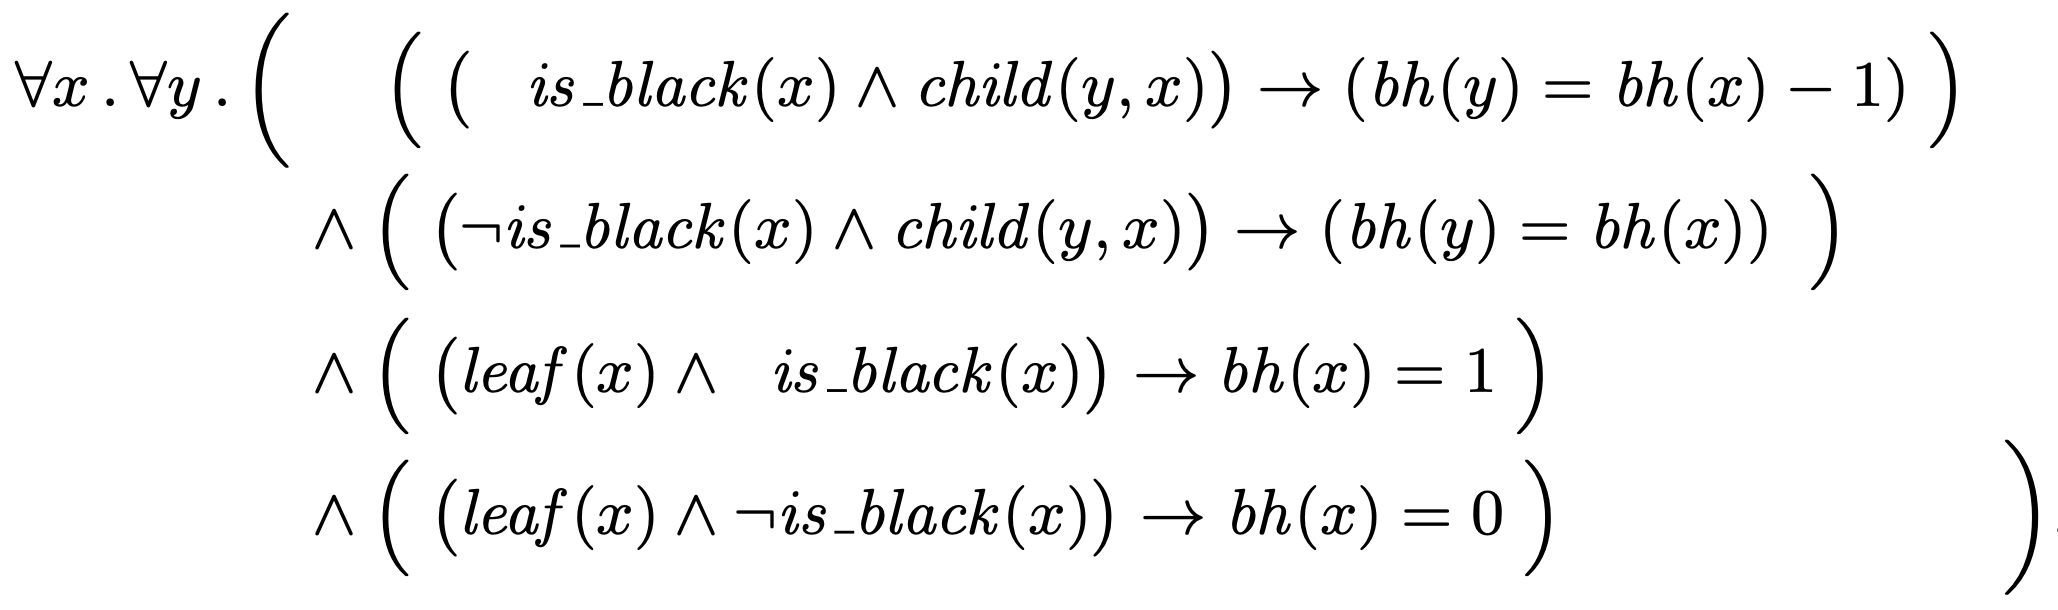 ∀x . ∀y . ( ( ( is_black(x) ∧ child(y, x) ) → (bh(y) = bh(x) − 1) )
∧ ( (¬is_black(x) ∧ child(y, x)) → (bh(y) = bh(x)) )
∧ ( (leaf(x) ∧ is_black(x)) → bh(x) = 1 )
∧ ( (leaf(x) ∧ ¬is_black(x)) → bh(x) = 0 ) ) .